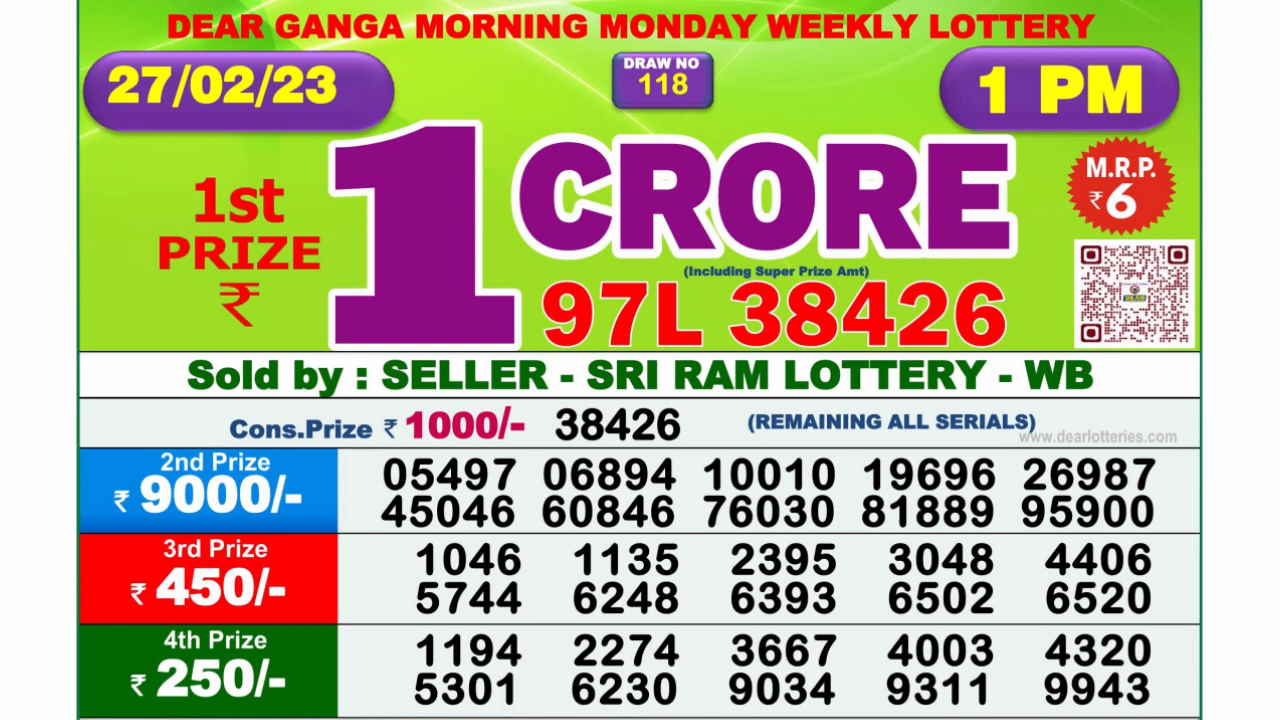 DEAR GANGA MORNING MONDAY WEEKLY LOTTERY
27/02/23
DRAW NO
118
1 PM
1st
PRIZE
₹
1 CRORE
(Including Super Prize Amt)
97L 38426
M.R.P.
₹6
Sold by : SELLER - SRI RAM LOTTERY - WB
Cons.Prize ₹ 1000/- 38426 (REMAINING ALL SERIALS)
www.dearlotteries.com
2nd Prize
₹ 9000/-
05497 06894 10010 19696 26987
45046 60846 76030 81889 95900
3rd Prize
₹ 450/-
1046 1135 2395 3048 4406
5744 6248 6393 6502 6520
4th Prize
₹ 250/-
1194 2274 3667 4003 4320
5301 6230 9034 9311 9943